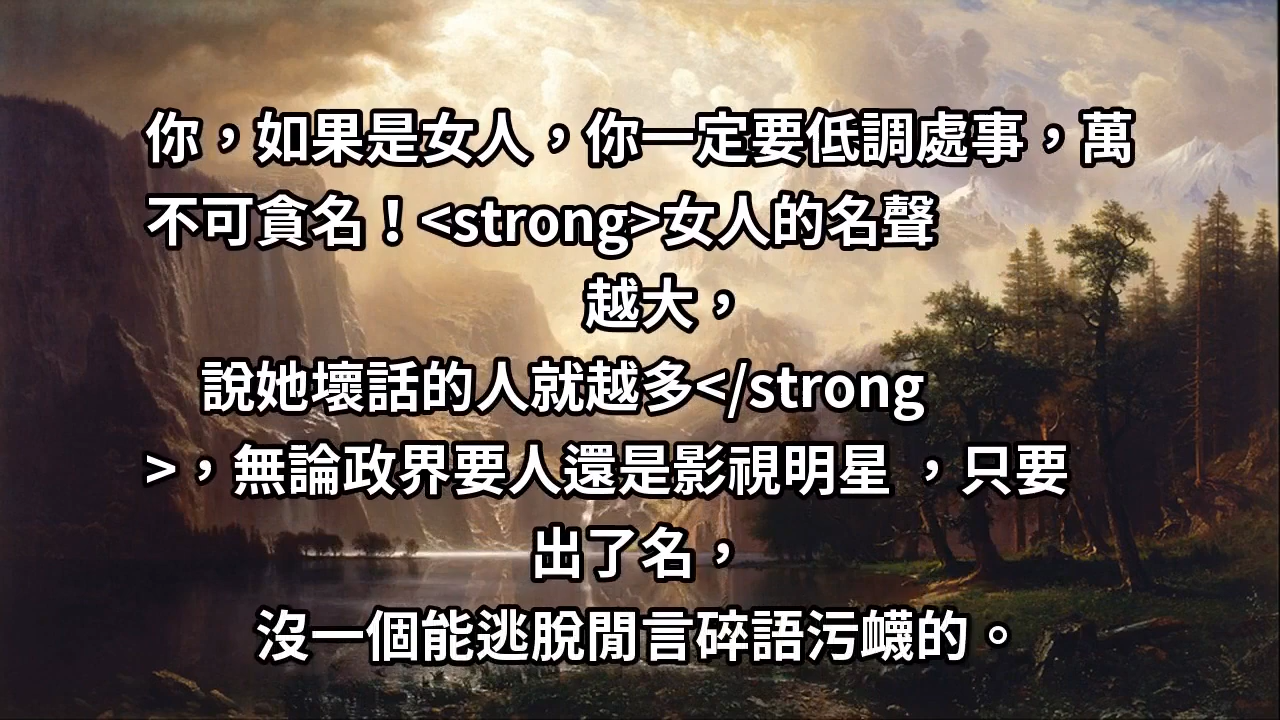 你，如果是女人，你一定要低調處事，萬
不可貪名！<strong>女人的名聲
越大，
說她壞話的人就越多</strong
>，無論政界要人還是影視明星 ，只要
出了名，
沒一個能逃脫閒言碎語污衊的。